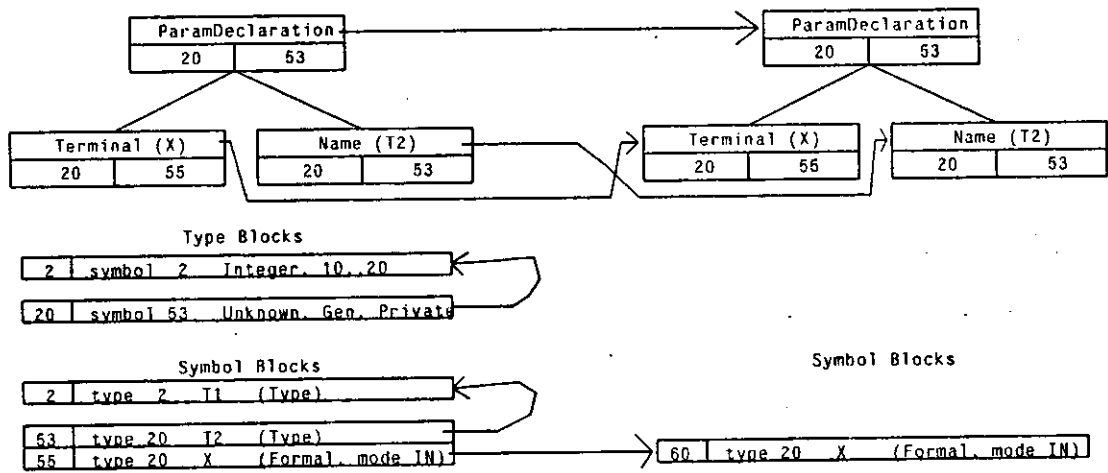 ParamDeclaration
20 53
Terminal (X)
20 55
Name (T2)
20 53
ParamDeclaration
20 53
Terminal (X)
20 55
Name (T2)
20 53
Type Blocks
2 symbol 2 Integer, 10..20
20 symbol 53 Unknown, Gen, Private
Symbol Blocks
2 type 2 T1 (Type)
53 type 20 T2 (Type)
55 type 20 X (Formal, mode IN)
Symbol Blocks
60 type 20 X (Formal, mode IN)